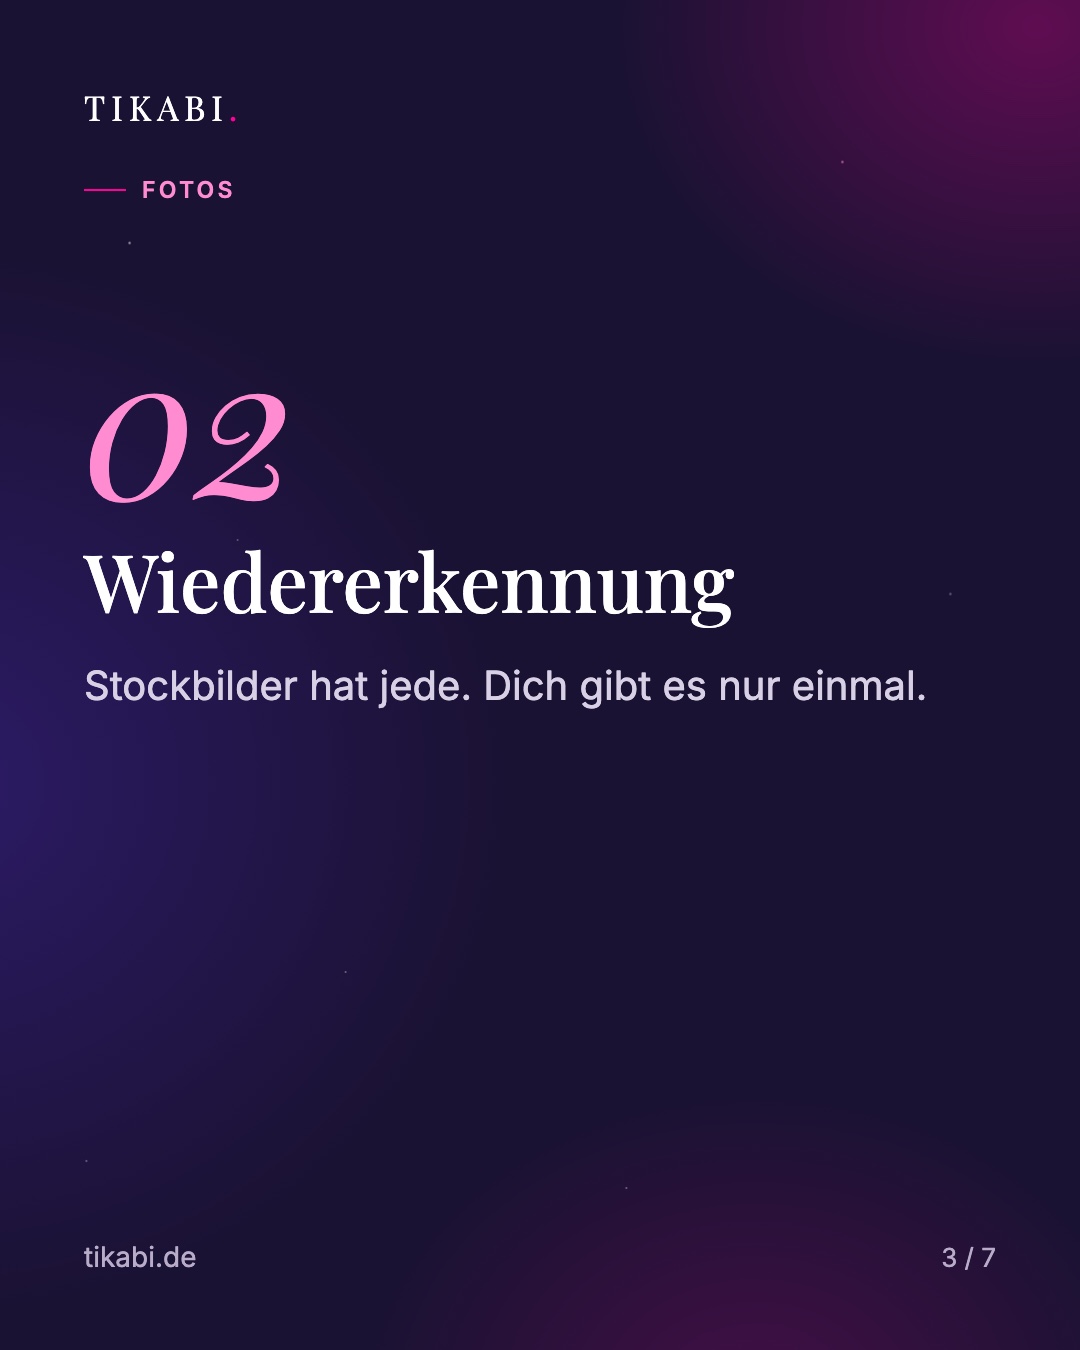 TIKABI.
FOTOS
02
Wiedererkennung
Stockbilder hat jede. Dich gibt es nur einmal.
tikabi.de
3 / 7